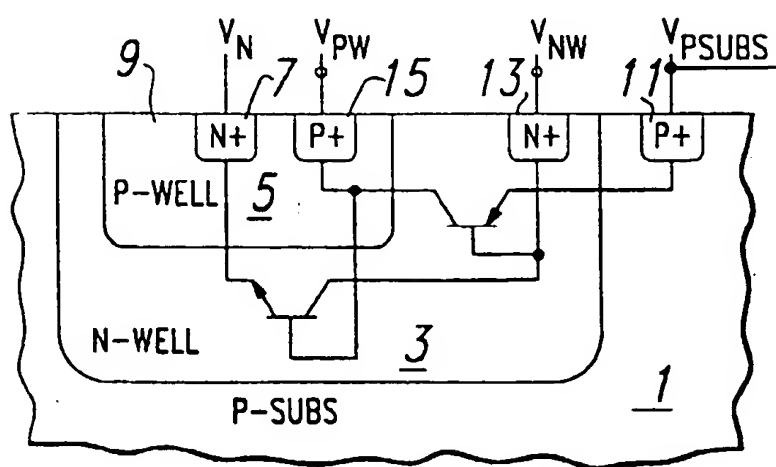 V_N V_PW V_NW V_PSUBS
9 7 15 13 11
N+ P+ N+ P+
P-WELL 5
N-WELL 3
P-SUBS 1